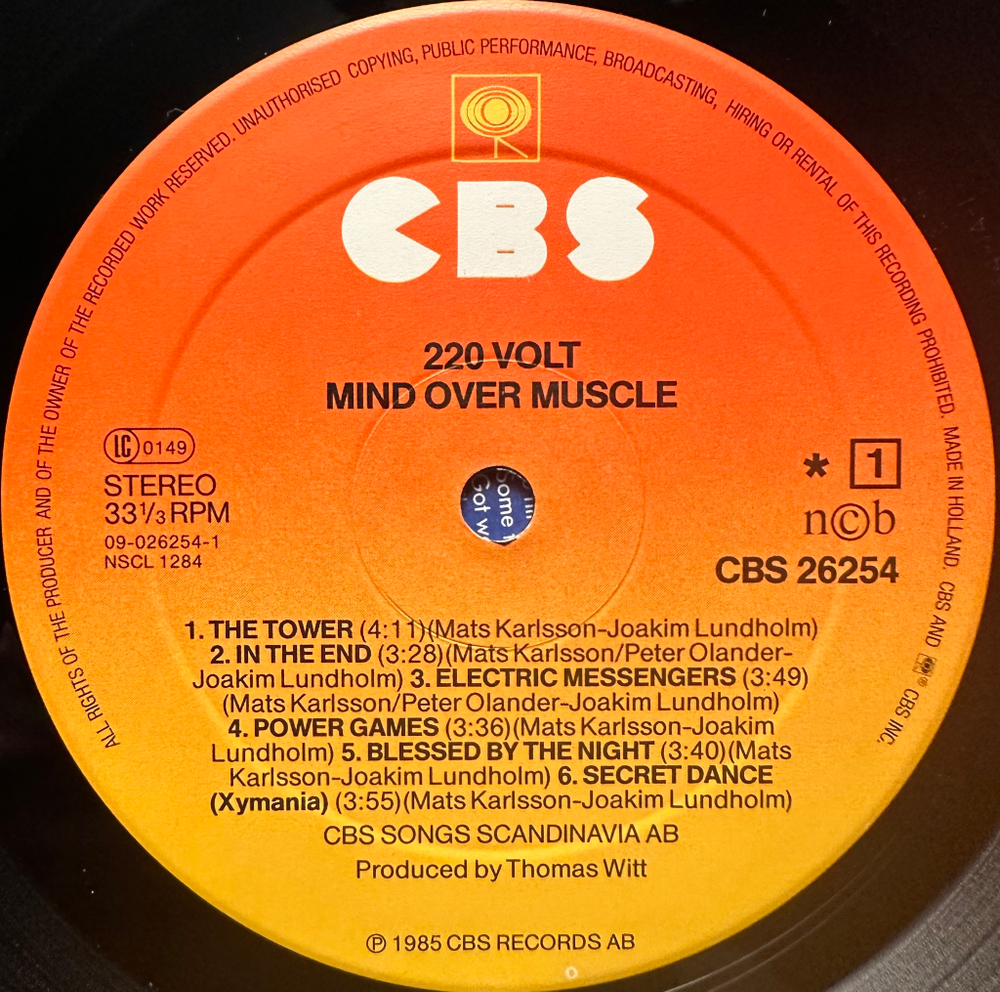 ALL RIGHTS OF THE PRODUCER AND OF THE OWNER OF THE RECORDED WORK RESERVED. UNAUTHORISED COPYING, PUBLIC PERFORMANCE, BROADCASTING, HIRING OR RENTAL OF THIS RECORDING PROHIBITED. MADE IN HOLLAND. CBS AND CBS INC.
CBS
220 VOLT
MIND OVER MUSCLE
LC 0149
STEREO
33 1/3 RPM
09-026254-1
NSCL 1284
* 1
n©b
CBS 26254
Some
Got w
1. THE TOWER (4:11)(Mats Karlsson-Joakim Lundholm)
2. IN THE END (3:28)(Mats Karlsson/Peter Olander-
Joakim Lundholm) 3. ELECTRIC MESSENGERS (3:49)
(Mats Karlsson/Peter Olander-Joakim Lundholm)
4. POWER GAMES (3:36)(Mats Karlsson-Joakim
Lundholm) 5. BLESSED BY THE NIGHT (3:40)(Mats
Karlsson-Joakim Lundholm) 6. SECRET DANCE
(Xymania) (3:55)(Mats Karlsson-Joakim Lundholm)
CBS SONGS SCANDINAVIA AB
Produced by Thomas Witt
℗ 1985 CBS RECORDS AB